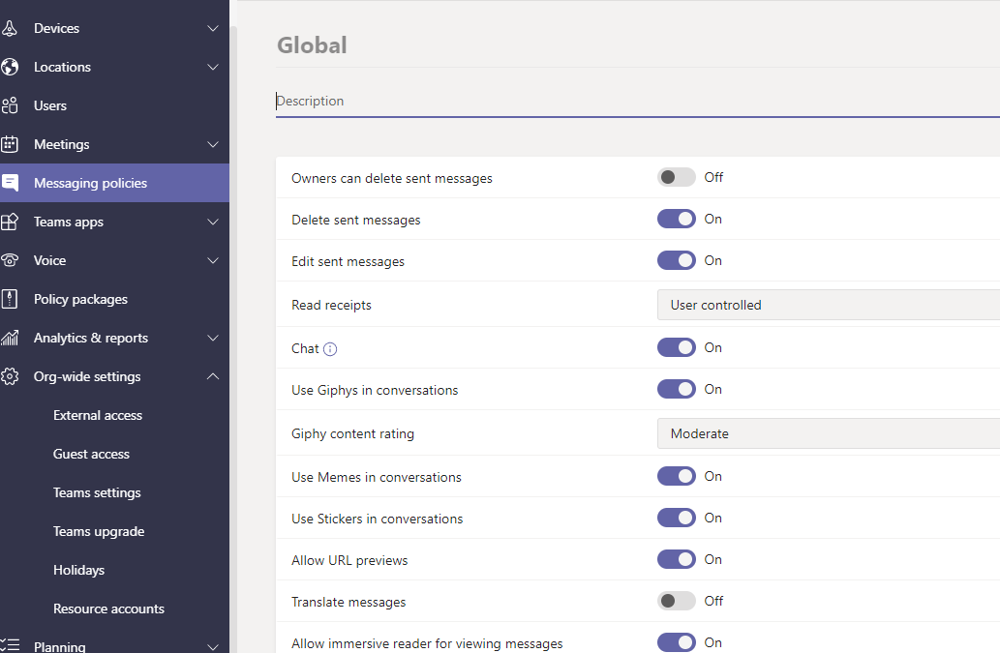 Devices
Locations
Users
Meetings
Messaging policies
Teams apps
Voice
Policy packages
Analytics & reports
Org-wide settings
External access
Guest access
Teams settings
Teams upgrade
Holidays
Resource accounts
Planning
Global
Description
Owners can delete sent messages Off
Delete sent messages On
Edit sent messages On
Read receipts User controlled
Chat On
Use Giphys in conversations On
Giphy content rating Moderate
Use Memes in conversations On
Use Stickers in conversations On
Allow URL previews On
Translate messages Off
Allow immersive reader for viewing messages On